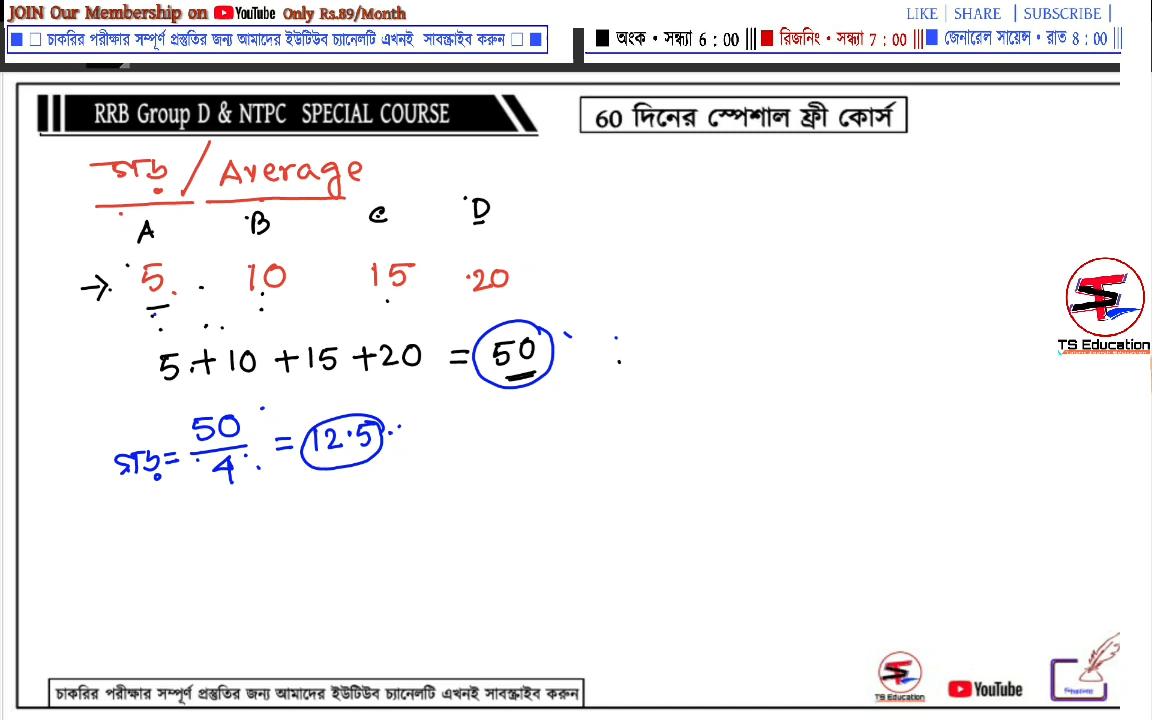 JOIN Our Membership on YouTube Only Rs.89/Month
LIKE | SHARE | SUBSCRIBE |
■ □ চাকরির পরীক্ষার সম্পূর্ণ প্রস্তুতির জন্য আমাদের ইউটিউব চ্যানেলটি এখনই সাবস্ক্রাইব করুন □ ■
■ অংক • সন্ধ্যা 6 : 00 ||| ■ রিজনিং • সন্ধ্যা 7 : 00 ||| ■ জেনারেল সায়েন্স • রাত 8 : 00 |||
RRB Group D & NTPC SPECIAL COURSE
60 দিনের স্পেশাল ফ্রী কোর্স
গড় / Average
A B C D
→ 5 10 15 20
5 + 10 + 15 + 20 = 50
গড় = 50/4 = 12.5
TS Education
TS Education
YouTube
চাকরির পরীক্ষার সম্পূর্ণ প্রস্তুতির জন্য আমাদের ইউটিউব চ্যানেলটি এখনই সাবস্ক্রাইব করুন